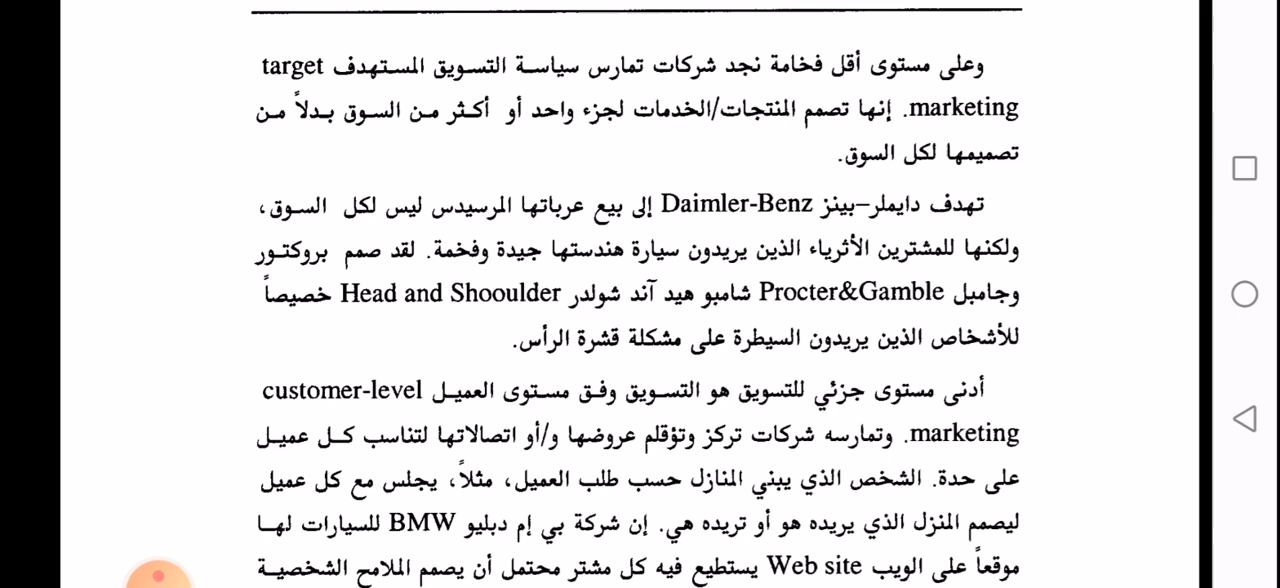 وعلى مستوى أقل فخامة نجد شركات تمارس سياسة التسويق المستهدف target
marketing. إنها تصمم المنتجات/الخدمات لجزء واحد أو أكثر من السوق بدلاً من
تصميمها لكل السوق.
تهدف دايملر-بينز Daimler-Benz إلى بيع عرباتها المرسيدس ليس لكل السوق،
ولكنها للمشترين الأثرياء الذين يريدون سيارة هندستها جيدة وفخمة. لقد صمم بروكتور
وجامبل Procter&Gamble شامبو هيد آند شولدر Head and Shooulder خصيصاً
للأشخاص الذين يريدون السيطرة على مشكلة قشرة الرأس.
أدنى مستوى جزئي للتسويق هو التسويق وفق مستوى العميل customer-level
marketing. وتمارسه شركات تركز وتؤقلم عروضها و/أو اتصالاتها لتناسب كل عميل
على حدة. الشخص الذي يبني المنازل حسب طلب العميل، مثلاً، يجلس مع كل عميل
ليصمم المنزل الذي يريده هو أو تريده هي. إن شركة بي إم دبليو BMW للسيارات لها
موقعاً على الويب Web site يستطيع فيه كل مشتر محتمل أن يصمم الملامح الشخصية